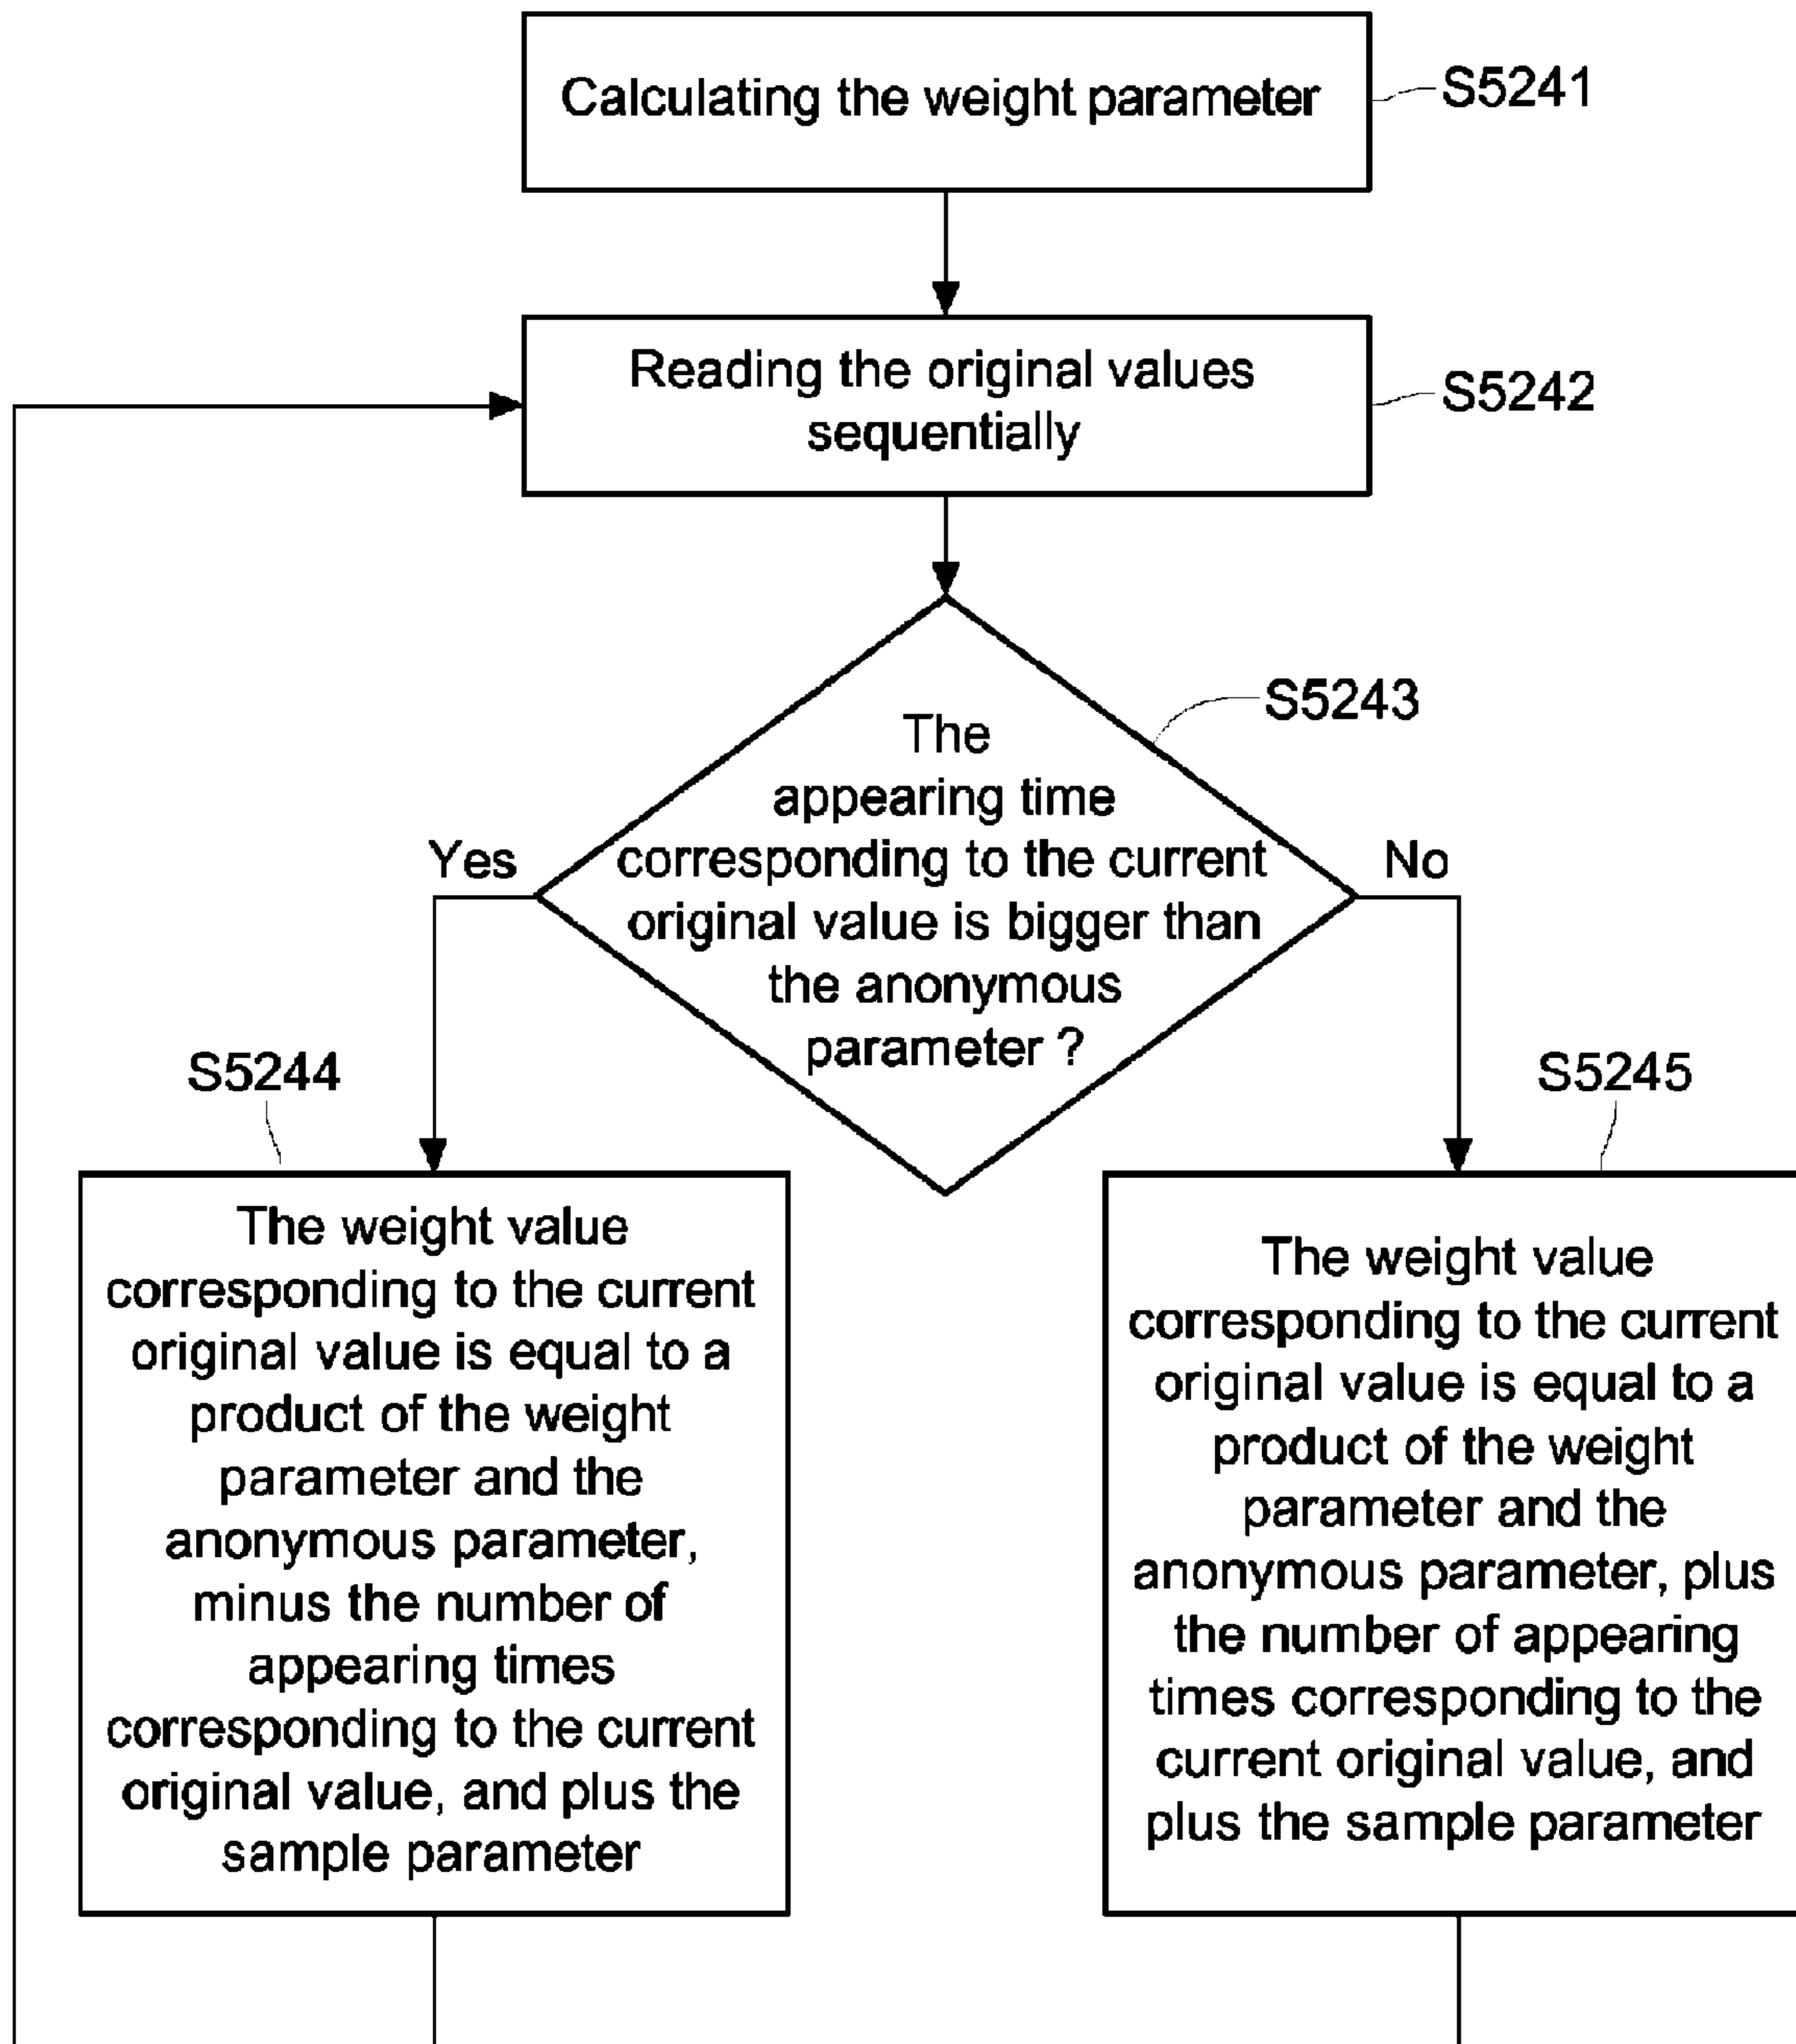 Calculating the weight parameter
S5241
Reading the original values
sequentially
S5242
S5243
The
appearing time
corresponding to the current
original value is bigger than
the anonymous
parameter ?
Yes
No
S5244
The weight value
corresponding to the current
original value is equal to a
product of the weight
parameter and the
anonymous parameter,
minus the number of
appearing times
corresponding to the current
original value, and plus the
sample parameter
S5245
The weight value
corresponding to the current
original value is equal to a
product of the weight
parameter and the
anonymous parameter, plus
the number of appearing
times corresponding to the
current original value, and
plus the sample parameter